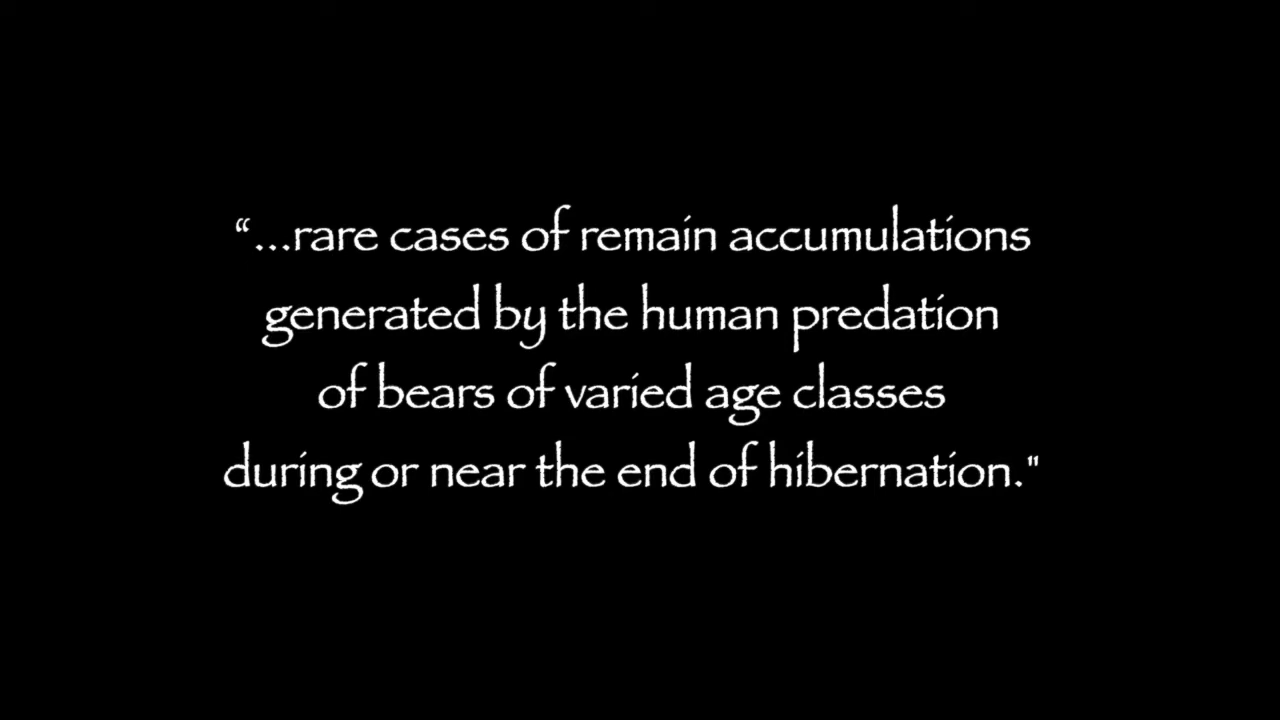 “...rare cases of remain accumulations
generated by the human predation
of bears of varied age classes
during or near the end of hibernation."